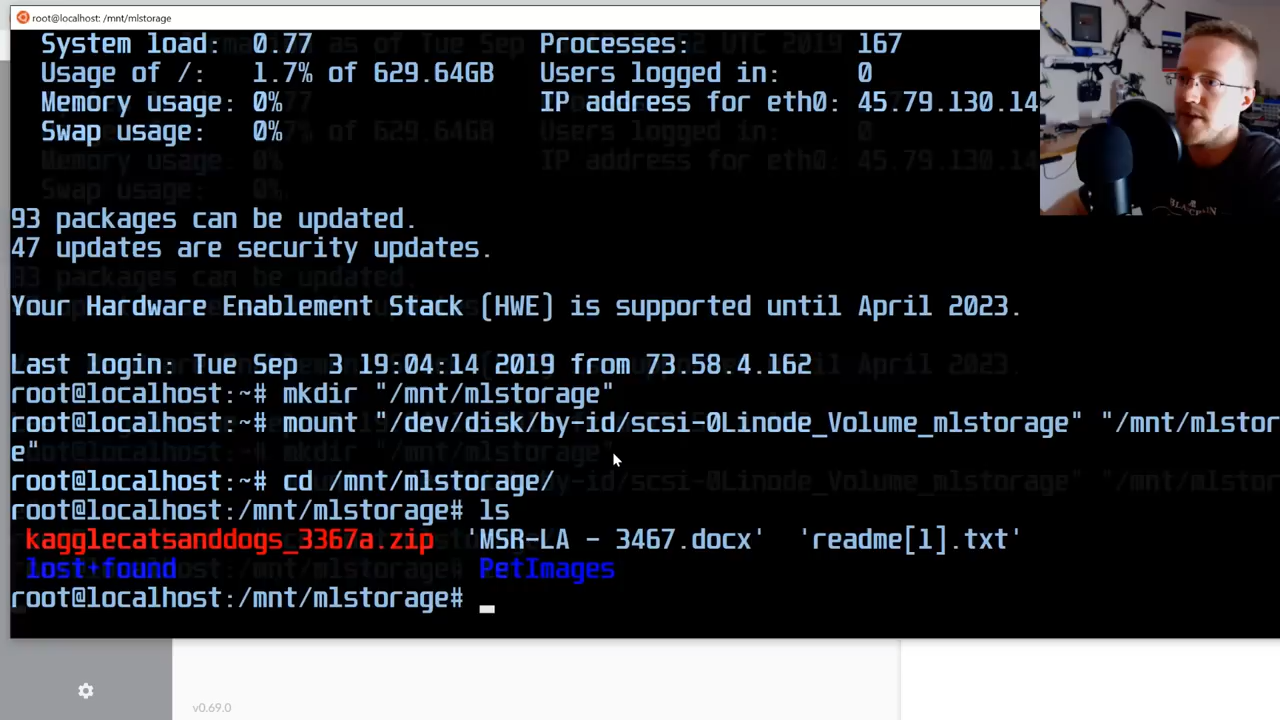 root@localhost: /mnt/mlstorage
System load: 0.77 Processes: 167
Usage of /: 1.7% of 629.64GB Users logged in: 0
Memory usage: 0% IP address for eth0: 45.79.130.14
Swap usage: 0%
93 packages can be updated.
47 updates are security updates.
Your Hardware Enablement Stack (HWE) is supported until April 2023.
Last login: Tue Sep 3 19:04:14 2019 from 73.58.4.162
root@localhost:~# mkdir "/mnt/mlstorage"
root@localhost:~# mount "/dev/disk/by-id/scsi-0Linode_Volume_mlstorage" "/mnt/mlstor
e"
root@localhost:~# cd /mnt/mlstorage/
root@localhost:/mnt/mlstorage# ls
kagglecatsanddogs_3367a.zip 'MSR-LA - 3467.docx' 'readme[1].txt'
lost+found PetImages
root@localhost:/mnt/mlstorage#
v0.69.0